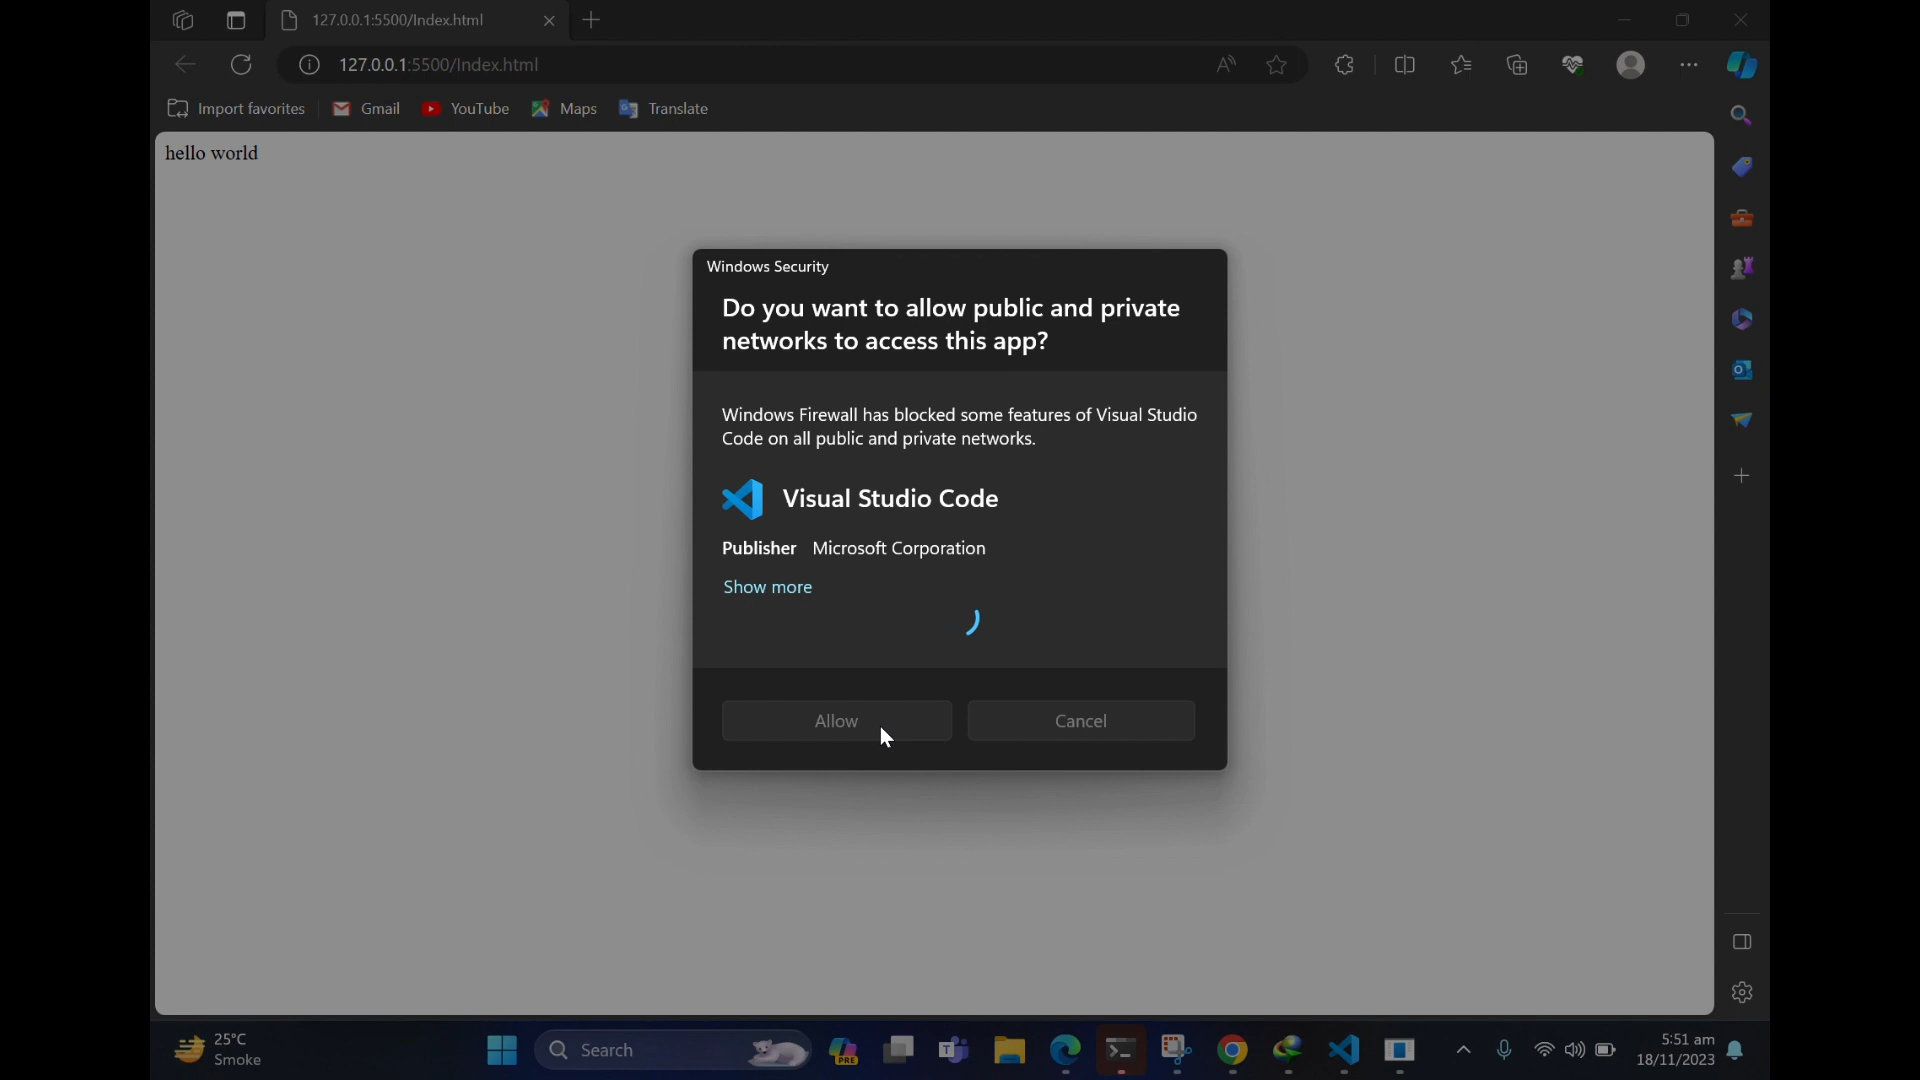 127.0.0.1:5500/Index.html
127.0.0.1:5500/Index.html
Import favorites Gmail YouTube Maps Translate
hello world
Windows Security
Do you want to allow public and private
networks to access this app?
Windows Firewall has blocked some features of Visual Studio
Code on all public and private networks.
Visual Studio Code
Publisher Microsoft Corporation
Show more
Allow Cancel
25°C
Smoke
Search
PRE
5:51 am
18/11/2023